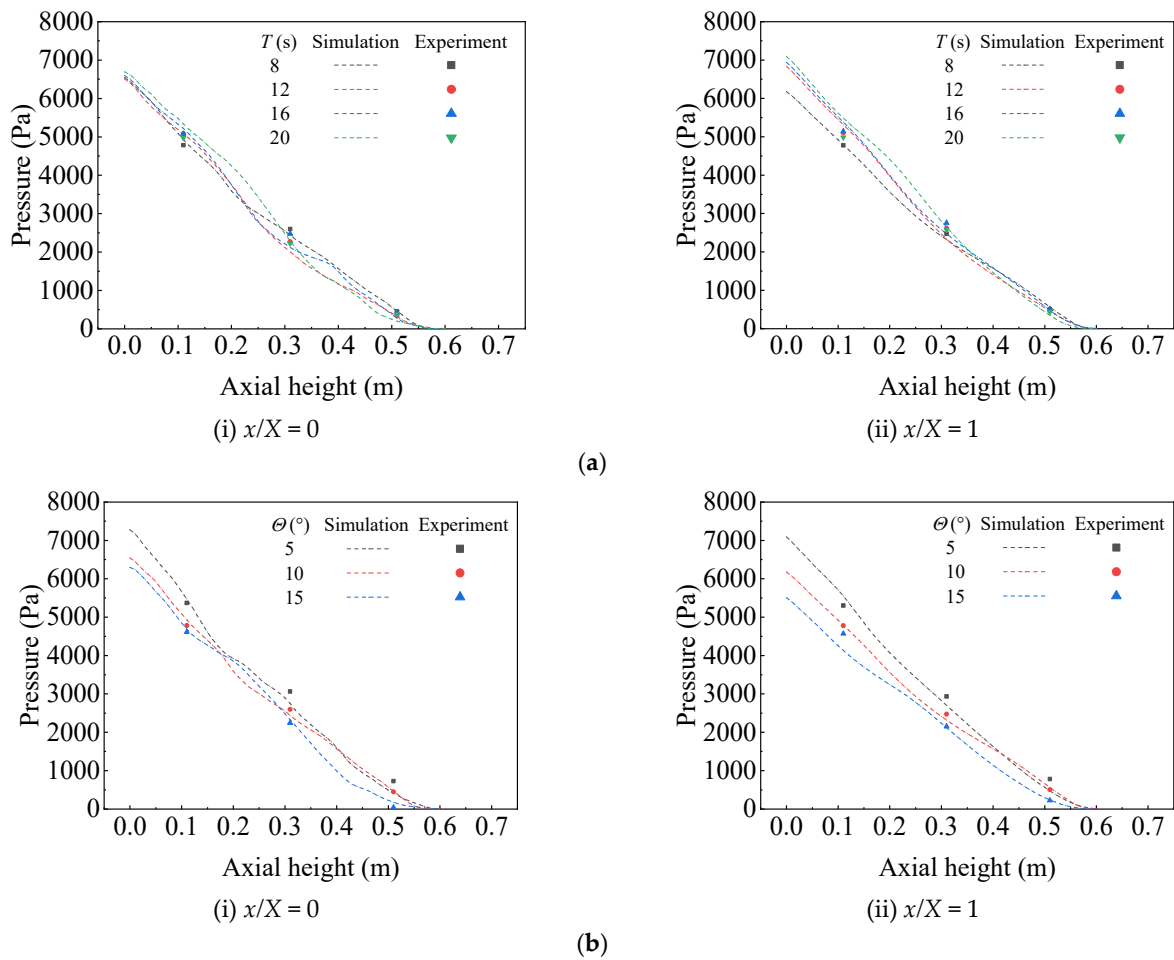 8000
7000
6000
5000
4000
3000
2000
1000
0
Pressure (Pa)
T (s) Simulation Experiment
8
12
16
20
0.0 0.1 0.2 0.3 0.4 0.5 0.6 0.7
Axial height (m)
(i) x/X = 0
8000
7000
6000
5000
4000
3000
2000
1000
0
Pressure (Pa)
T (s) Simulation Experiment
8
12
16
20
0.0 0.1 0.2 0.3 0.4 0.5 0.6 0.7
Axial height (m)
(ii) x/X = 1
(a)
8000
7000
6000
5000
4000
3000
2000
1000
0
Pressure (Pa)
Θ (°) Simulation Experiment
5
10
15
0.0 0.1 0.2 0.3 0.4 0.5 0.6 0.7
Axial height (m)
(i) x/X = 0
8000
7000
6000
5000
4000
3000
2000
1000
0
Pressure (Pa)
Θ (°) Simulation Experiment
5
10
15
0.0 0.1 0.2 0.3 0.4 0.5 0.6 0.7
Axial height (m)
(ii) x/X = 1
(b)